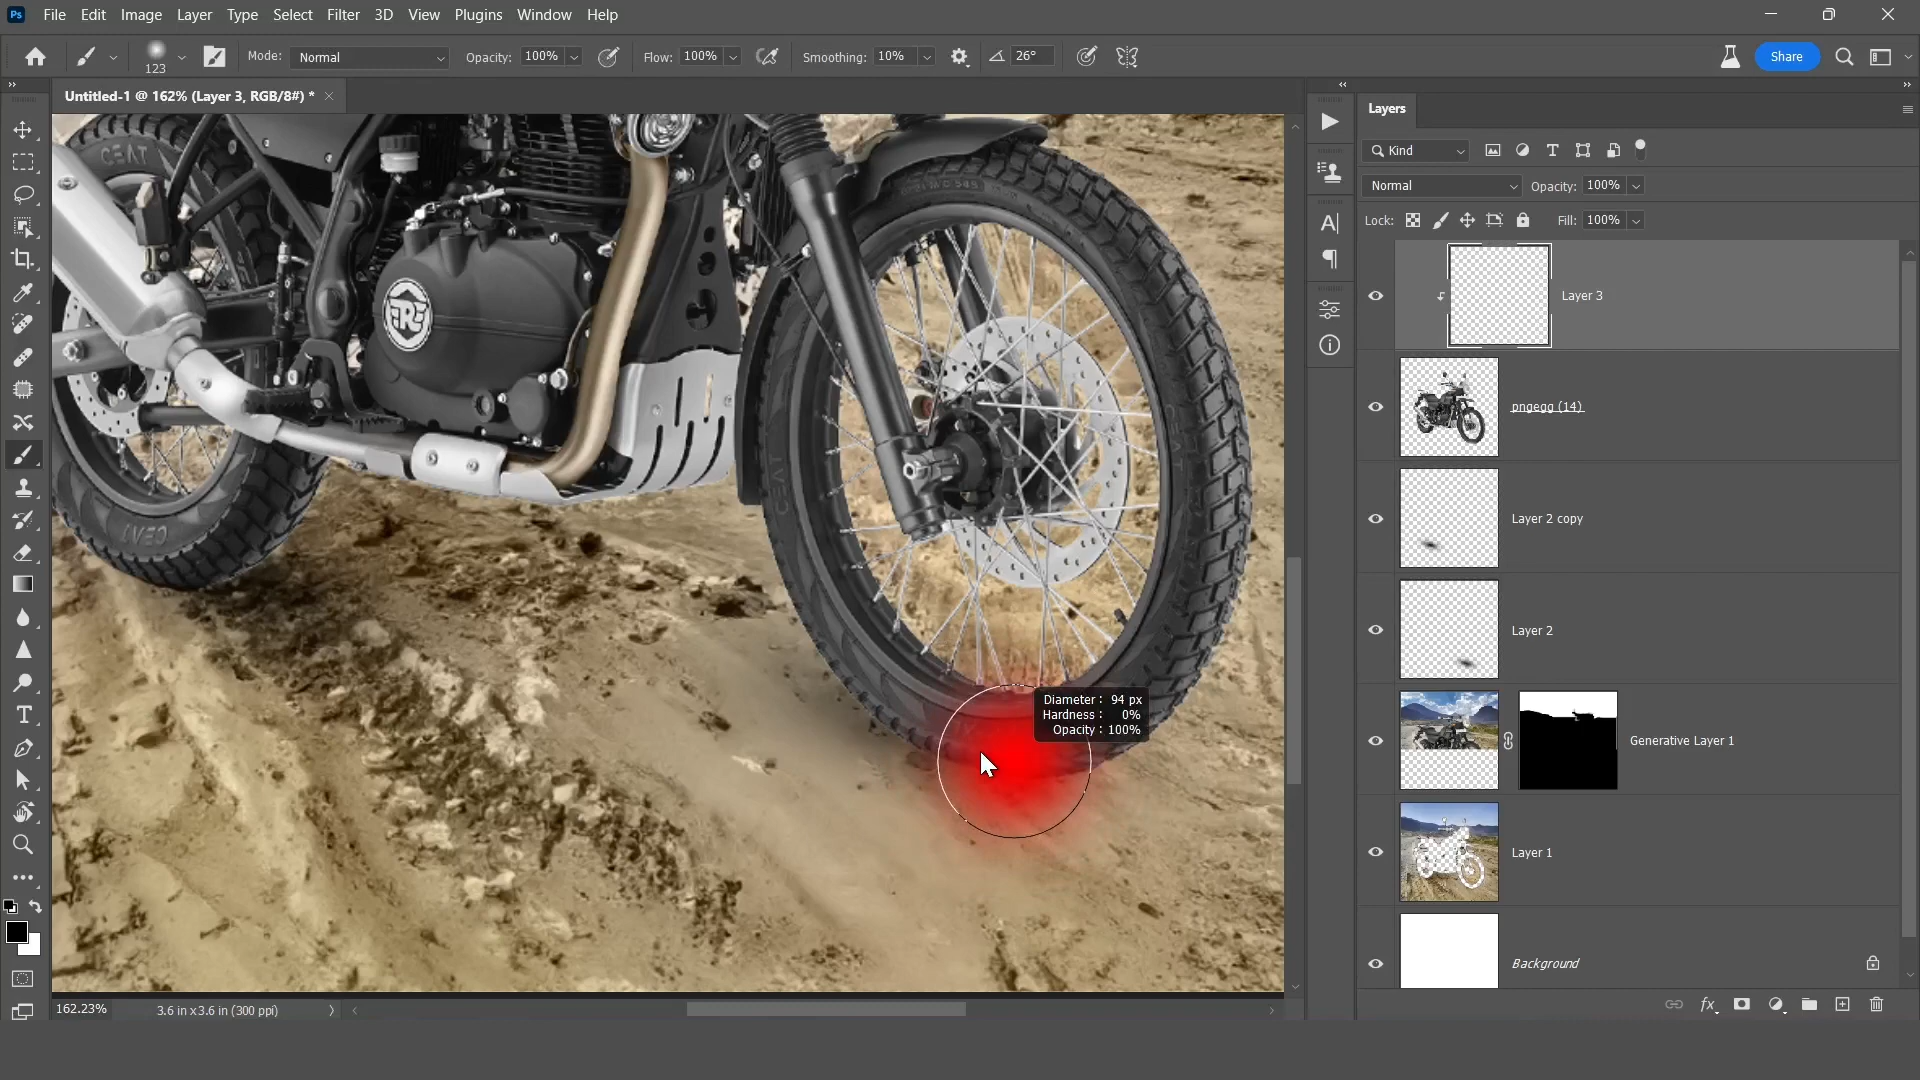 Ps File Edit Image Layer Type Select Filter 3D View Plugins Window Help
123 Mode: Normal Opacity: 100% Flow: 100% Smoothing: 10% 26° Share
Untitled-1 @ 162% (Layer 3, RGB/8#) *
Layers
Kind
Normal Opacity: 100%
Lock: Fill: 100%
Layer 3
pngegg (14)
Layer 2 copy
Layer 2
Generative Layer 1
Layer 1
Background
CEAT
CEAT
CEAT
Diameter: 94 px
Hardness: 0%
Opacity: 100%
162.23% 3.6 in x 3.6 in (300 ppi)